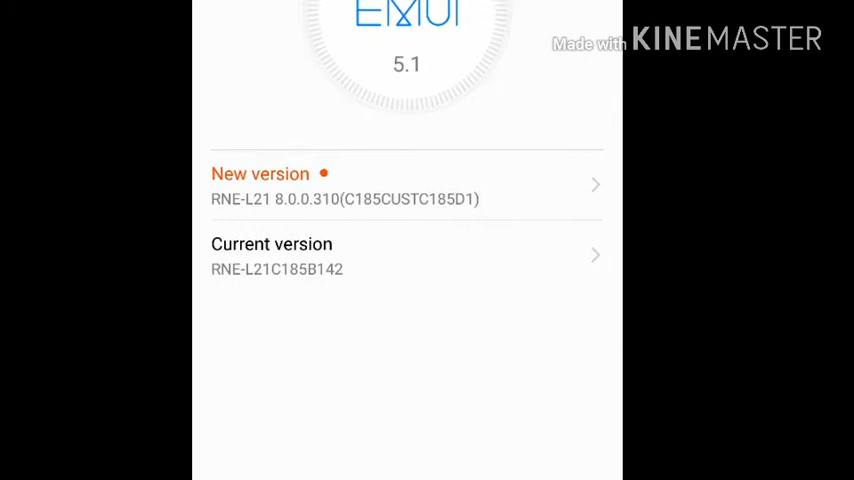 EMUI
Made with KINEMASTER
5.1
New version
RNE-L21 8.0.0.310(C185CUSTC185D1)
Current version
RNE-L21C185B142